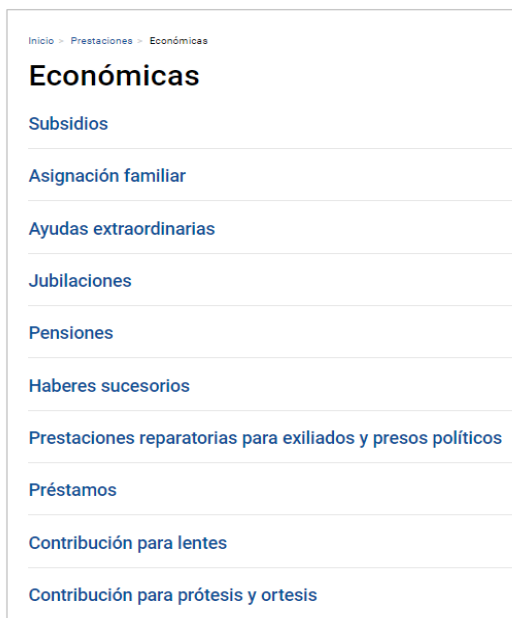 Inicio > Prestaciones > Económicas
Económicas
Subsidios
Asignación familiar
Ayudas extraordinarias
Jubilaciones
Pensiones
Haberes sucesorios
Prestaciones reparatorias para exiliados y presos políticos
Préstamos
Contribución para lentes
Contribución para prótesis y ortesis